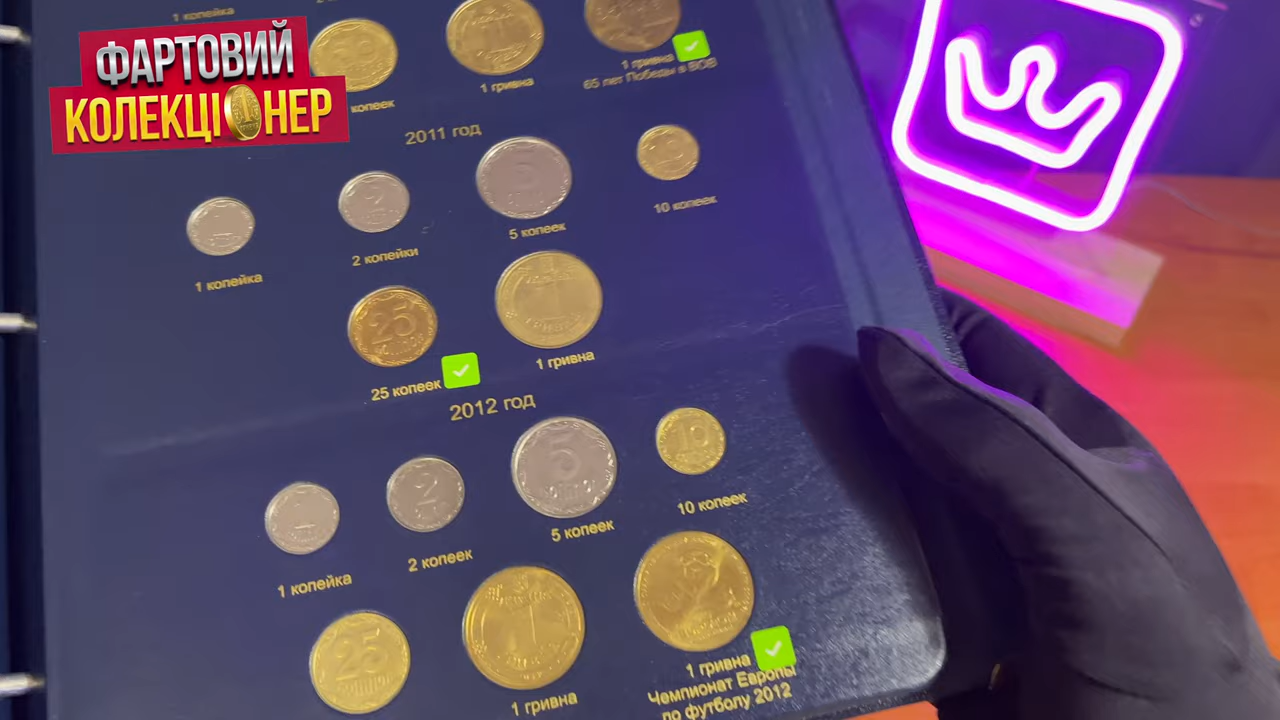 ФАРТОВИЙ
КОЛЕКЦІОНЕР
1 копейка
копеек
1 гривна
1 гривна
65 лет Победы в ВОВ
2011 год
1 копейка
2 копейки
5 копеек
10 копеек
25 копеек
1 гривна
2012 год
1 копейка
2 копеек
5 копеек
10 копеек
1 гривна
1 гривна
Чемпионат Европы
по футболу 2012